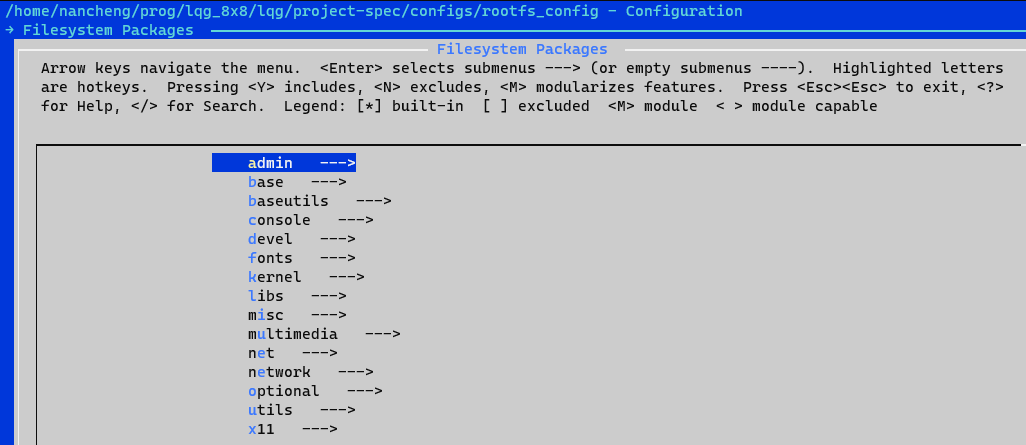 /home/nancheng/prog/lqg_8x8/lqg/project-spec/configs/rootfs_config - Configuration
→ Filesystem Packages
Filesystem Packages
Arrow keys navigate the menu.  <Enter> selects submenus ---> (or empty submenus ----).  Highlighted letters
are hotkeys.  Pressing <Y> includes, <N> excludes, <M> modularizes features.  Press <Esc><Esc> to exit, <?>
for Help, </> for Search.  Legend: [*] built-in  [ ] excluded  <M> module  < > module capable
admin  --->
base  --->
baseutils  --->
console  --->
devel  --->
fonts  --->
kernel  --->
libs  --->
misc  --->
multimedia  --->
net  --->
network  --->
optional  --->
utils  --->
x11  --->